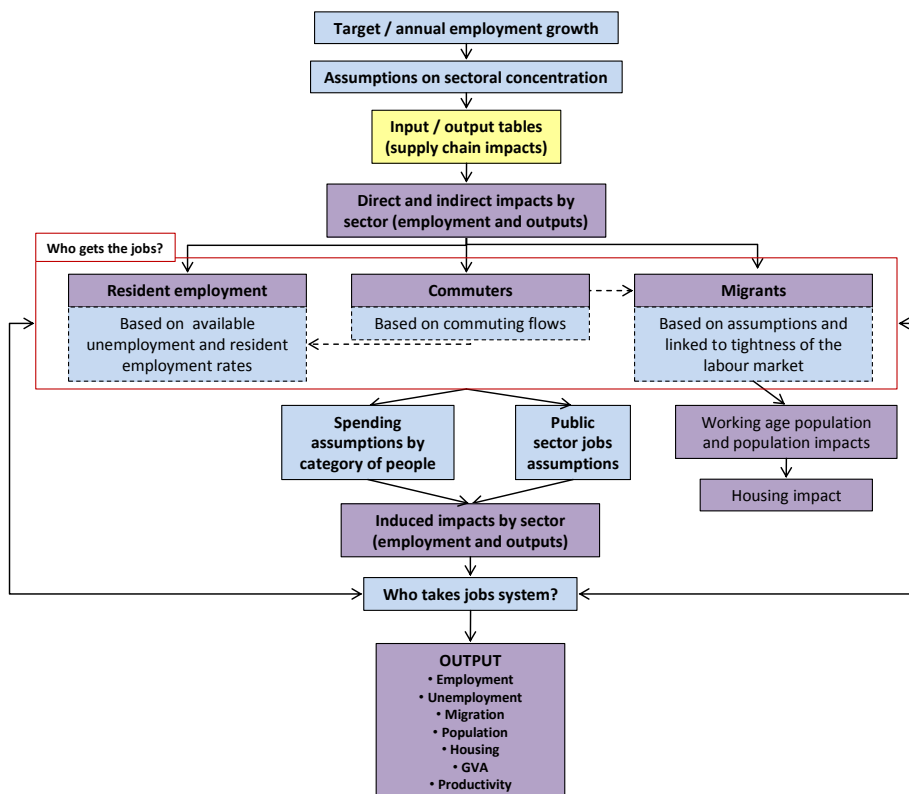 Target / annual employment growth
Assumptions on sectoral concentration
Input / output tables
(supply chain impacts)
Direct and indirect impacts by
sector (employment and outputs)
Who gets the jobs?
Resident employment
Based on available
unemployment and resident
employment rates
Commuters
Based on commuting flows
Migrants
Based on assumptions and
linked to tightness of the
labour market
Spending
assumptions by
category of people
Public
sector jobs
assumptions
Working age population
and population impacts
Housing impact
Induced impacts by sector
(employment and outputs)
Who takes jobs system?
OUTPUT
• Employment
• Unemployment
• Migration
• Population
• Housing
• GVA
• Productivity